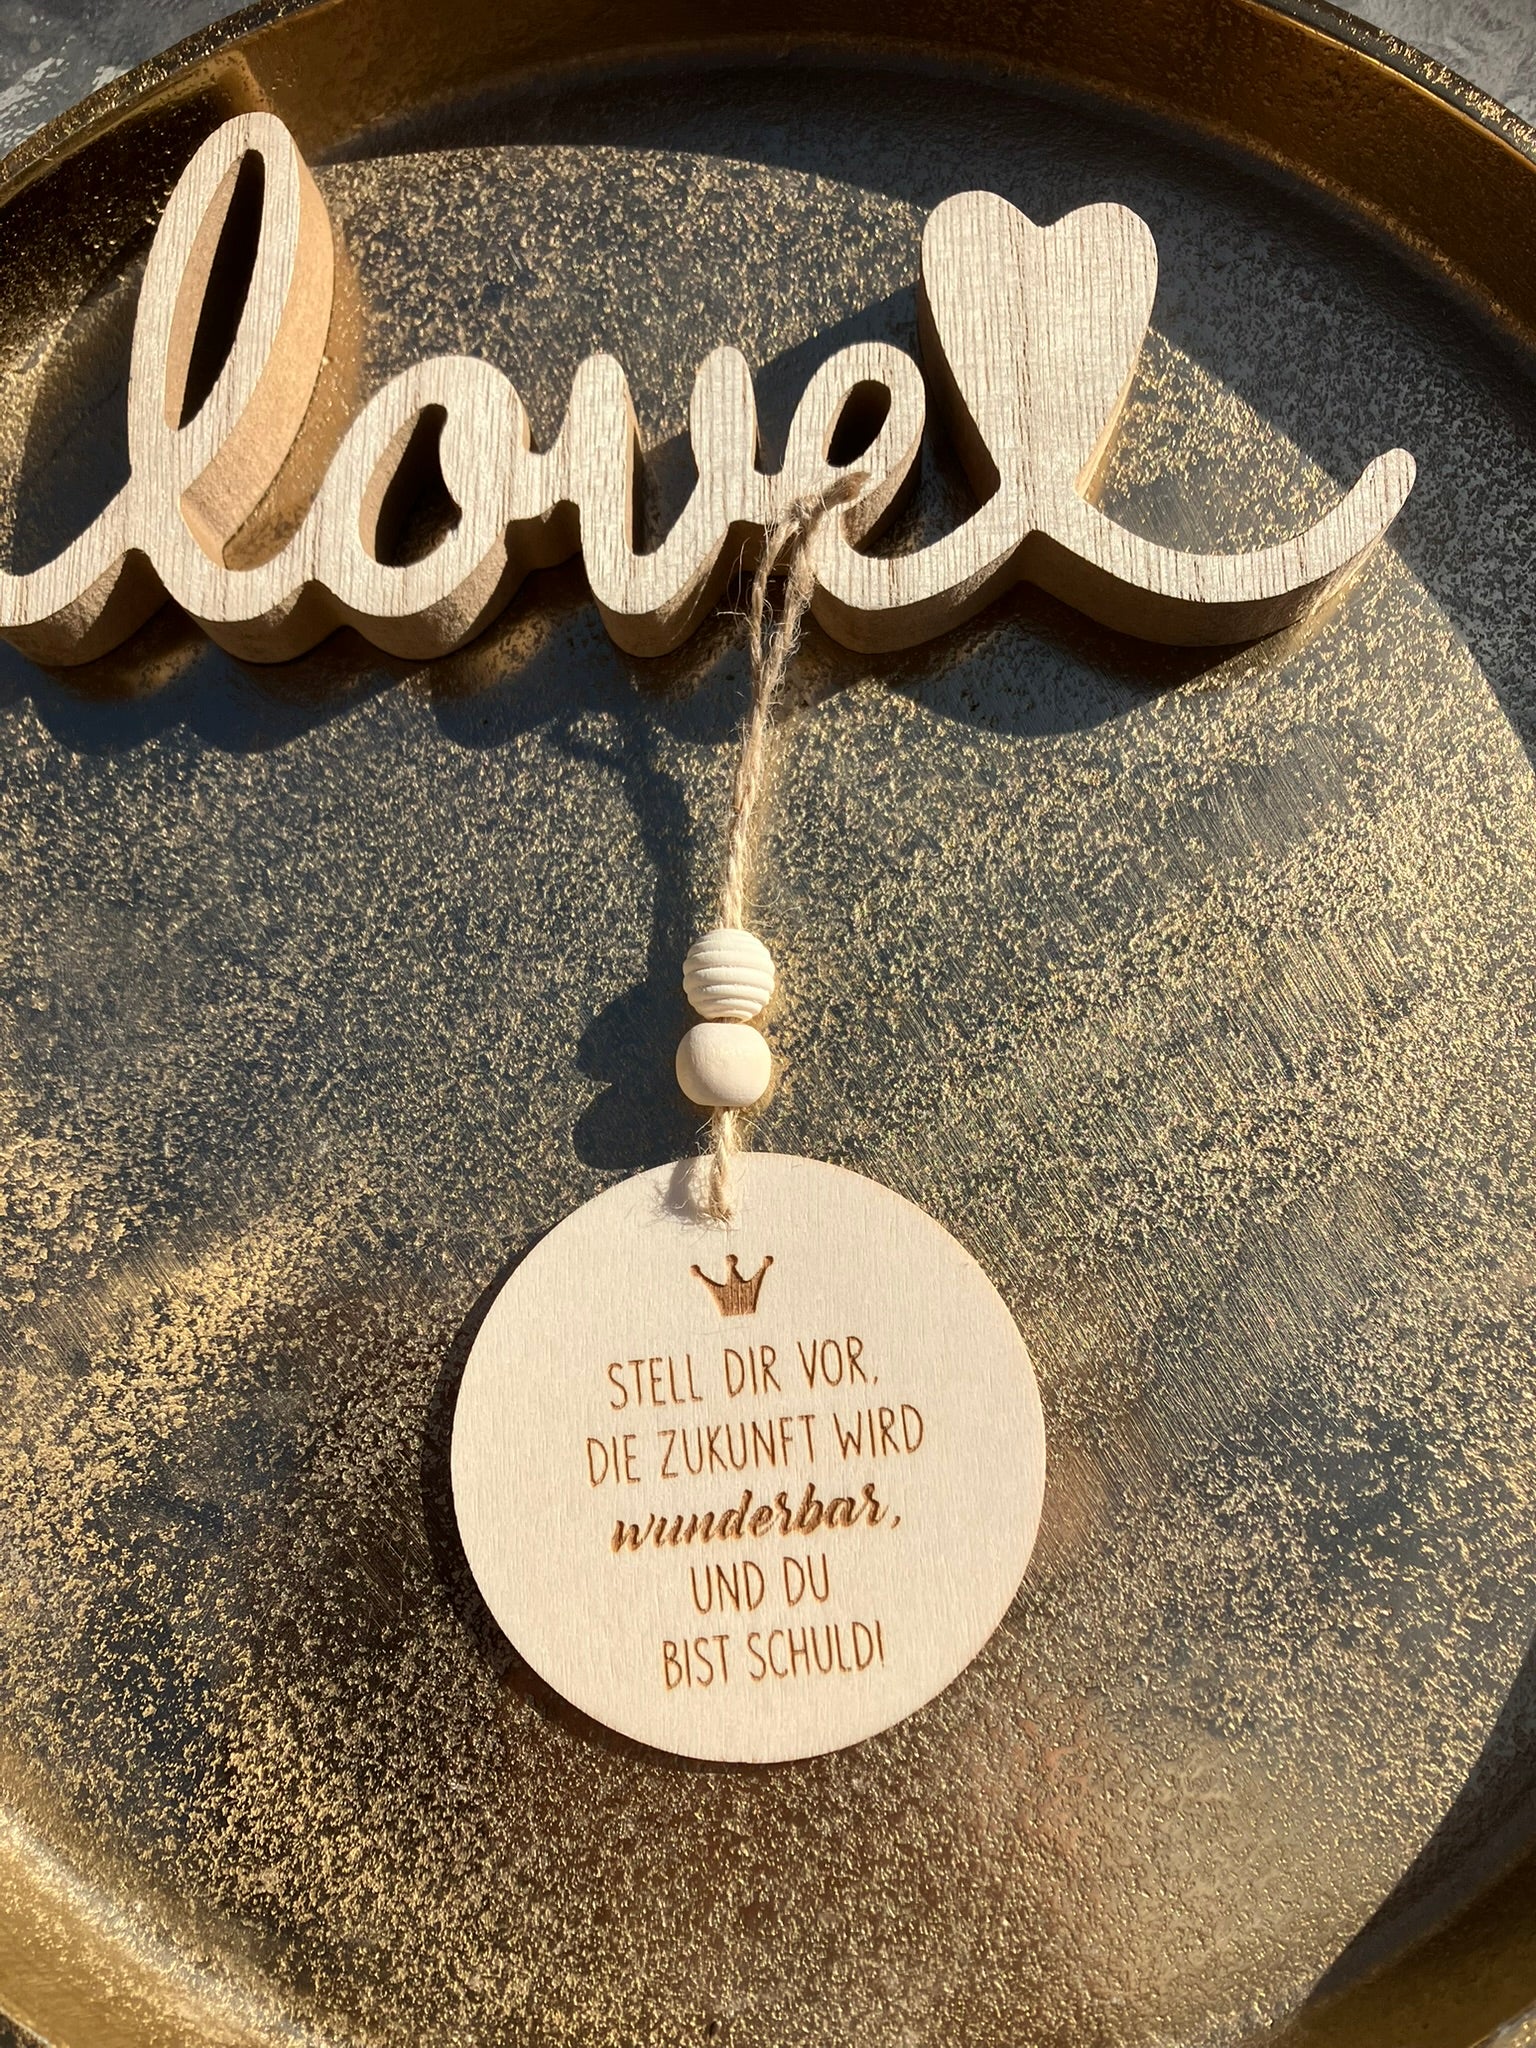 love
STELL DIR VOR,
DIE ZUKUNFT WIRD
wunderbar,
UND DU
BIST SCHULD!